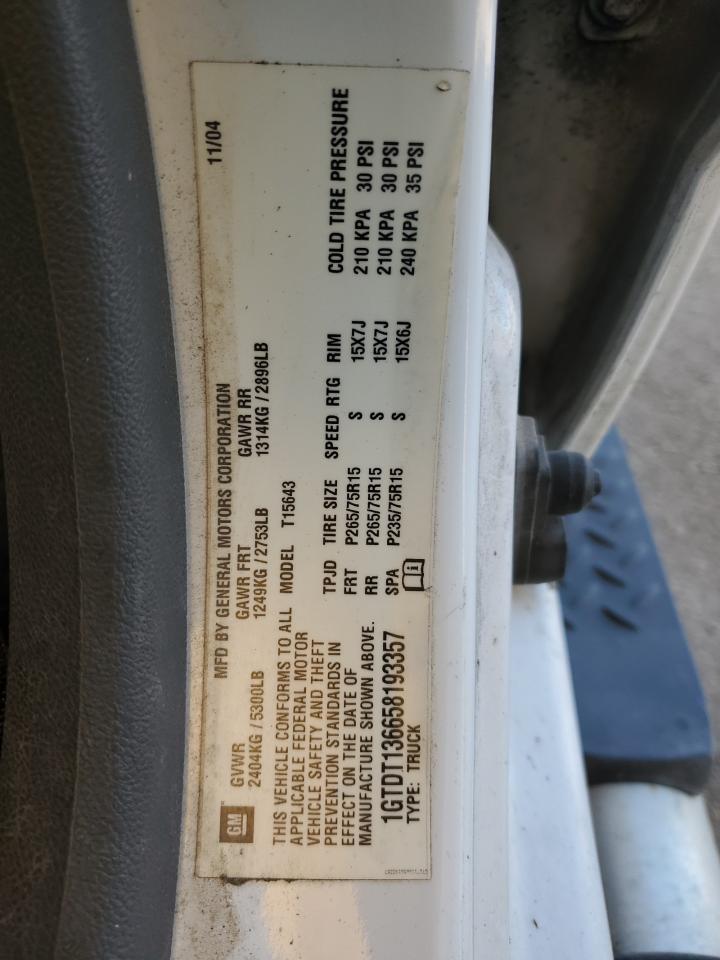 MFD BY GENERAL MOTORS CORPORATION 11/04
GM
GVWR GAWR FRT GAWR RR
2404KG / 5300LB 1249KG / 2753LB 1314KG / 2896LB
THIS VEHICLE CONFORMS TO ALL MODEL T15643
APPLICABLE FEDERAL MOTOR
VEHICLE SAFETY AND THEFT
PREVENTION STANDARDS IN
EFFECT ON THE DATE OF
MANUFACTURE SHOWN ABOVE.
1GTDT136658193357
TYPE: TRUCK
TPJD TIRE SIZE SPEED RTG RIM COLD TIRE PRESSURE
FRT P265/75R15 S 15X7J 210 KPA 30 PSI
RR P265/75R15 S 15X7J 210 KPA 30 PSI
SPA P235/75R15 S 15X6J 240 KPA 35 PSI